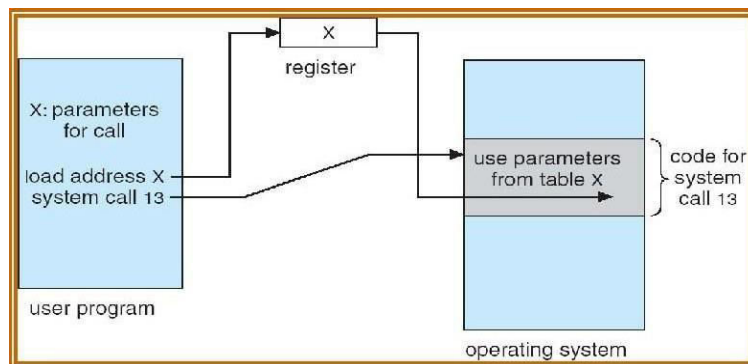 X
register
X: parameters
for call
load address X
system call 13
user program
use parameters
from table X
code for
system
call 13
operating system